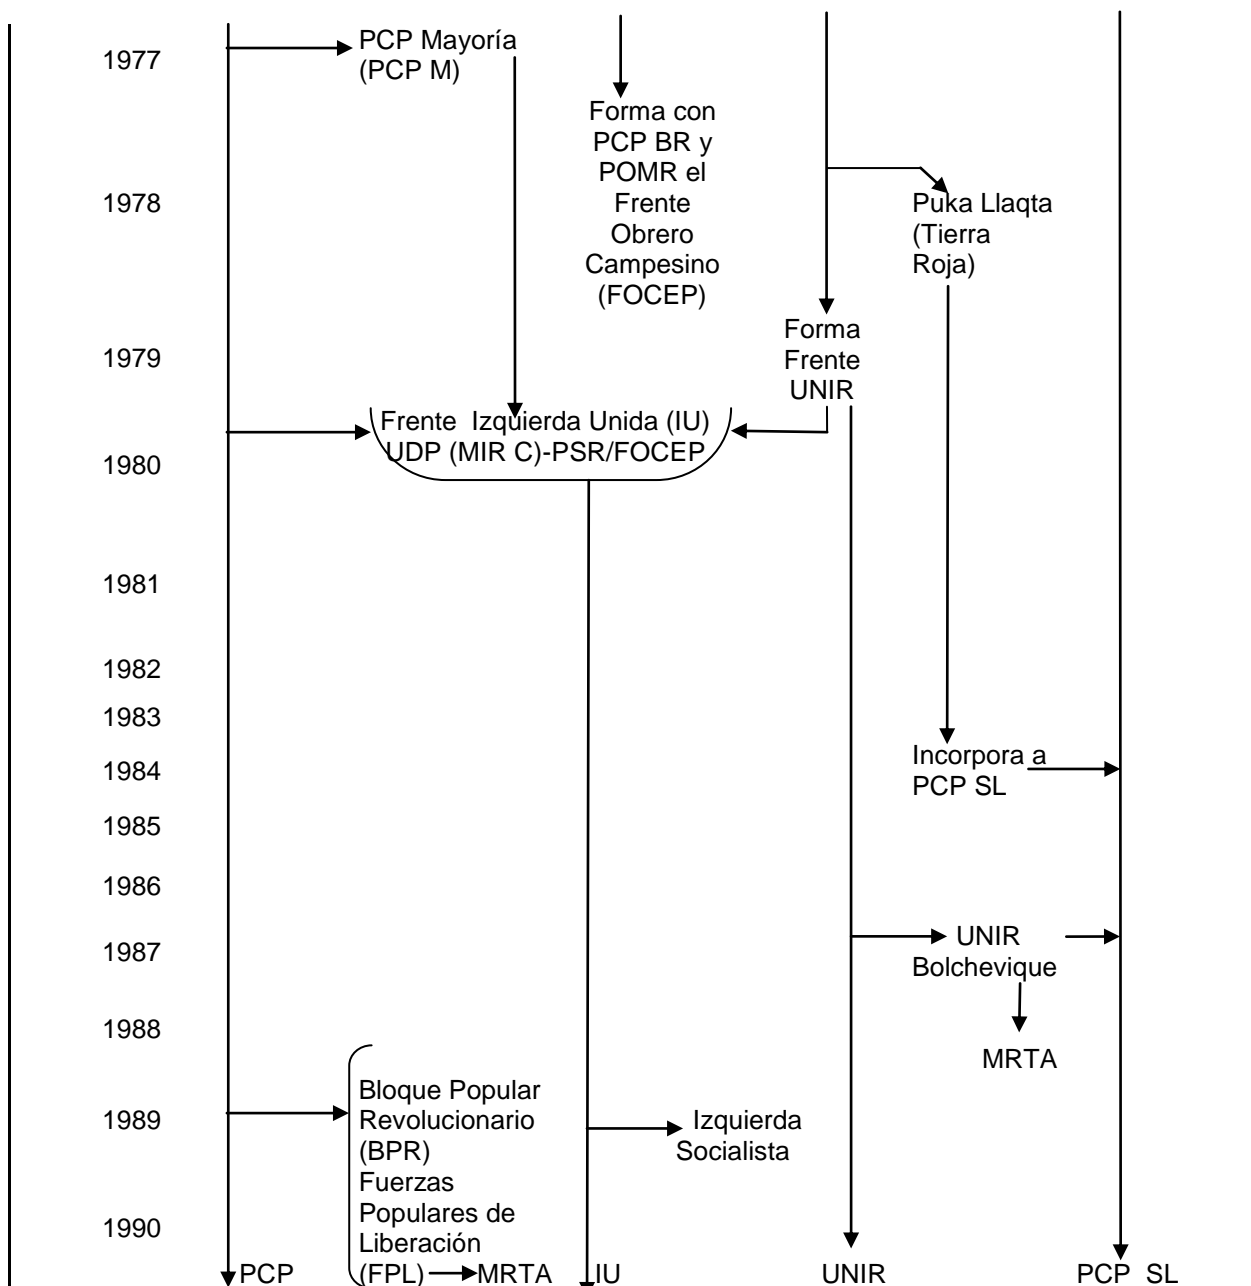 1977
PCP Mayoría
(PCP M)
Forma con
PCP BR y
POMR el
Frente
Obrero
Campesino
(FOCEP)
1978
Puka Llaqta
(Tierra
Roja)
1979
Forma
Frente
UNIR
Frente Izquierda Unida (IU)
UDP (MIR C)-PSR/FOCEP
1980
1981
1982
1983
1984
Incorpora a
PCP SL
1985
1986
1987
UNIR
Bolchevique
1988
MRTA
1989
Bloque Popular
Revolucionario
(BPR)
Fuerzas
Populares de
Liberación
(FPL)
MRTA
Izquierda
Socialista
1990
PCP
IU
UNIR
PCP SL